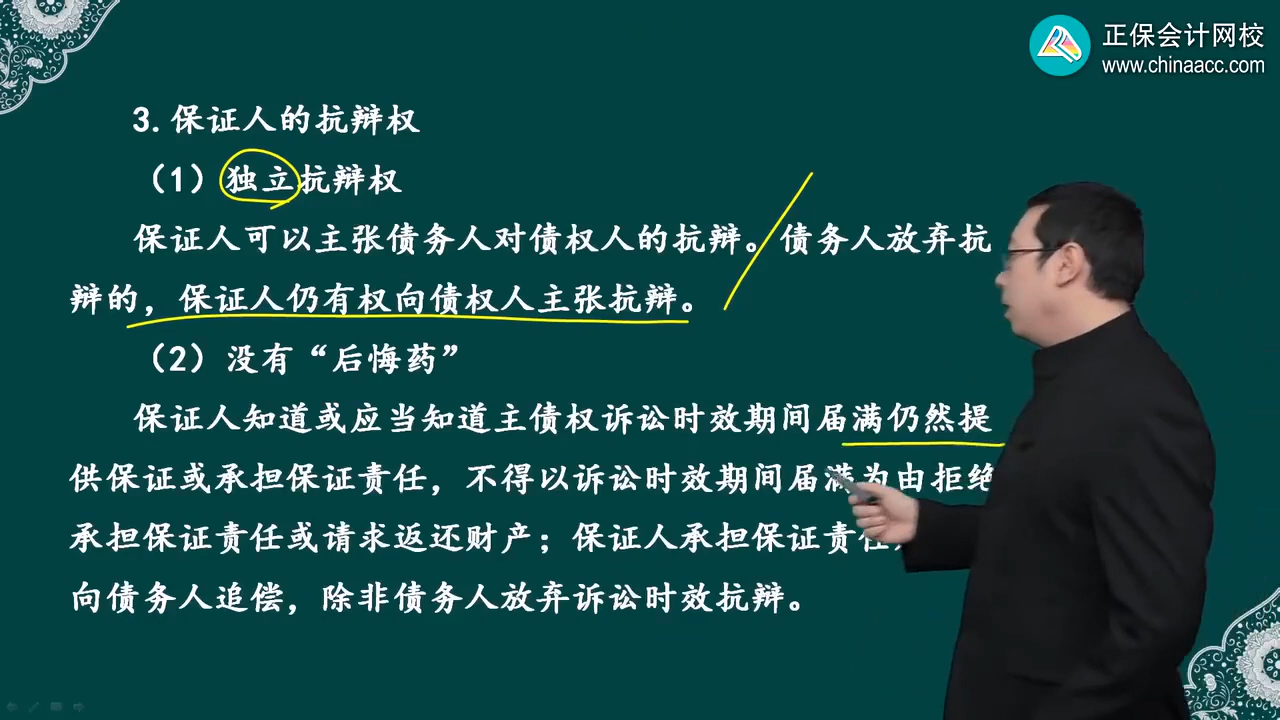 正保会计网校
www.chinaacc.com
3.保证人的抗辩权
（1）独立抗辩权
保证人可以主张债务人对债权人的抗辩。债务人放弃抗
辩的，保证人仍有权向债权人主张抗辩。
（2）没有“后悔药”
保证人知道或应当知道主债权诉讼时效期间届满仍然提
供保证或承担保证责任，不得以诉讼时效期间届满为由拒绝
承担保证责任或请求返还财产；保证人承担保证责任
向债务人追偿，除非债务人放弃诉讼时效抗辩。